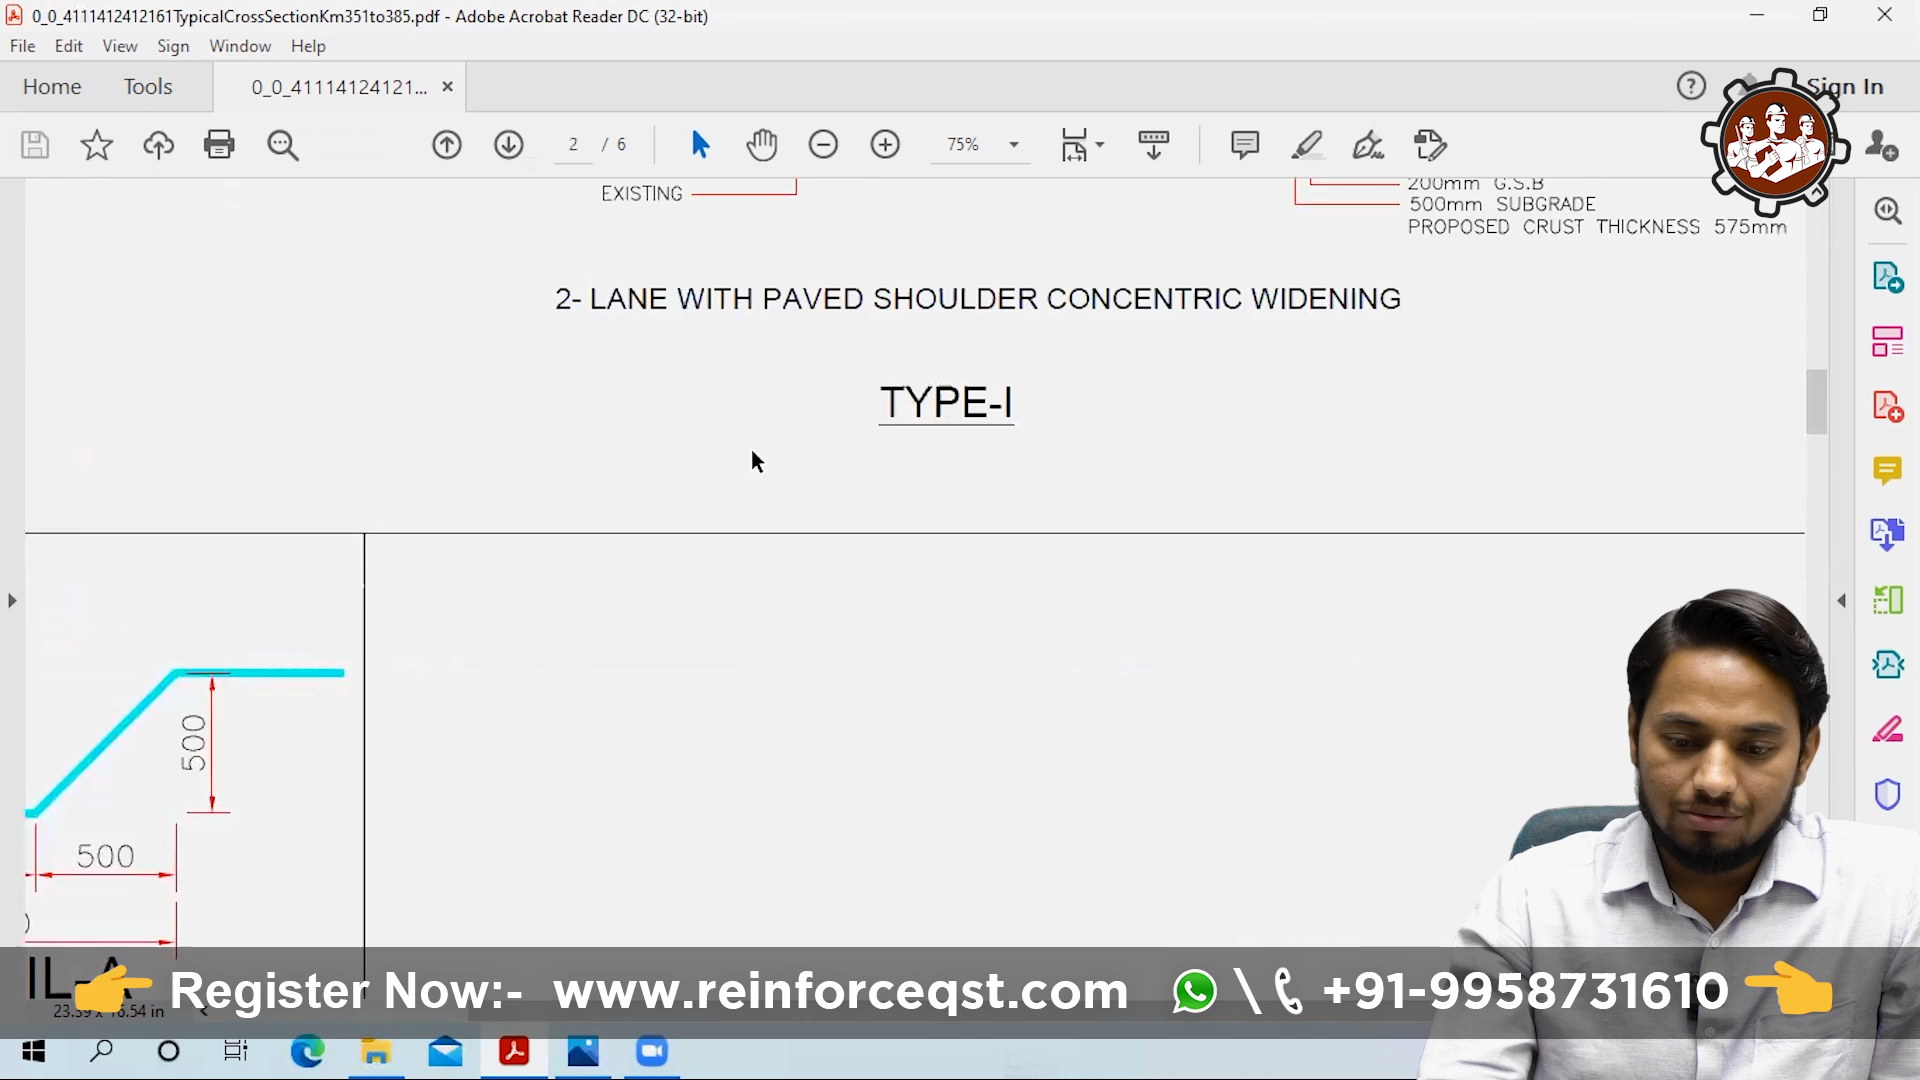 0_0_4111412412161TypicalCrossSectionKm351to385.pdf - Adobe Acrobat Reader DC (32-bit)
File Edit View Sign Window Help
Home Tools 0_0_41114124121... × ? Sign In
2 / 6 75%
EXISTING
200mm G.S.B
500mm SUBGRADE
PROPOSED CRUST THICKNESS 575mm
2- LANE WITH PAVED SHOULDER CONCENTRIC WIDENING
TYPE-I
500
500
IL-A
Register Now:- www.reinforceqst.com \ +91-9958731610